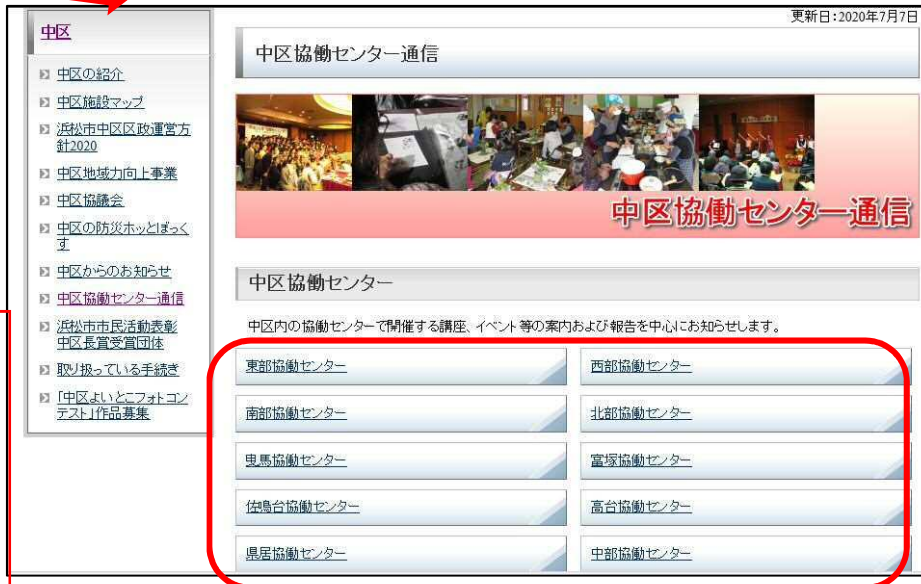 更新日:2020年7月7日
中区
中区の紹介
中区施設マップ
浜松市中区区政運営方
針2020
中区地域力向上事業
中区協議会
中区の防災ホッとぼっく
す
中区からのお知らせ
中区協働センター通信
浜松市市民活動表彰
中区長賞受賞団体
取り扱っている手続き
「中区よいとこフォトコン
テスト」作品募集
中区協働センター通信
中区協働センター通信
中区協働センター
中区内の協働センターで開催する講座、イベント等の案内および報告を中心にお知らせします。
東部協働センター
西部協働センター
南部協働センター
北部協働センター
曳馬協働センター
富塚協働センター
佐鳴台協働センター
高台協働センター
県居協働センター
中部協働センター